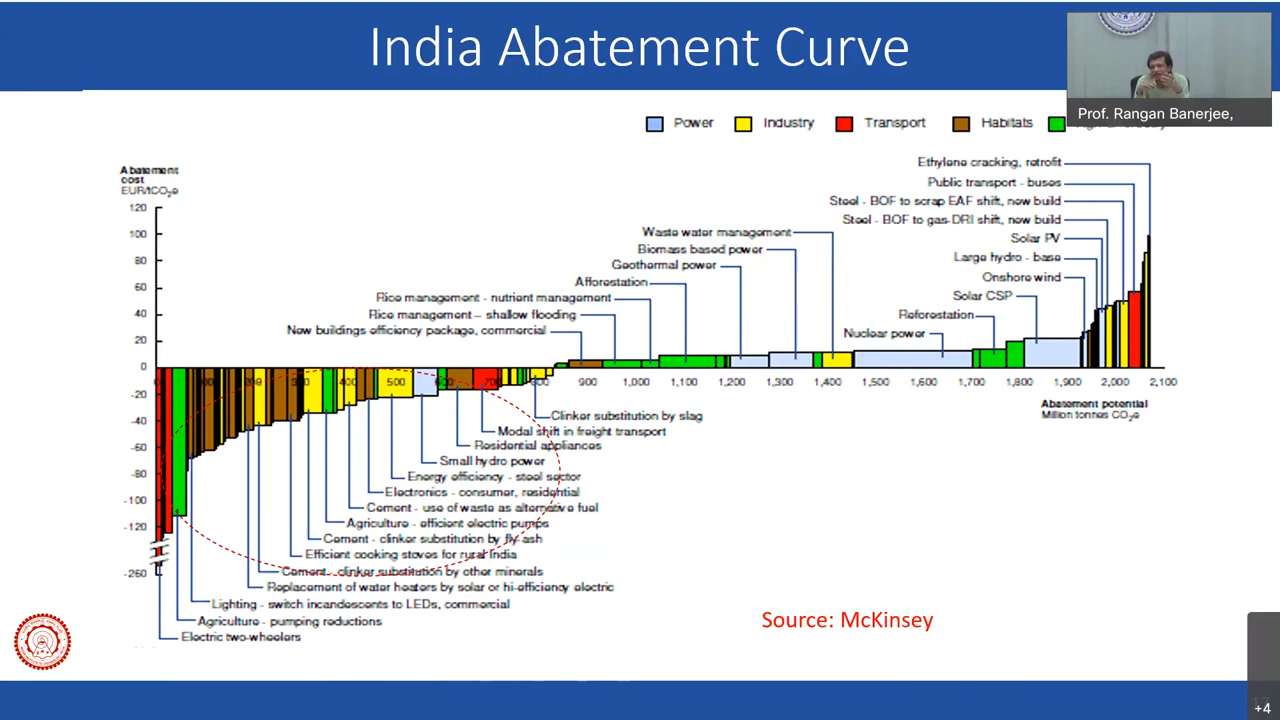 India Abatement Curve
Prof. Rangan Banerjee,
Power
Industry
Transport
Habitats
Abatement
cost
EUR/tCO2e
120
100
80
60
40
20
0
-20
-40
-60
-80
-100
-120
-260
Ethylene cracking, retrofit
Public transport - buses
Steel - BOF to scrap EAF shift, new build
Steel - BOF to gas-DRI shift, new build
Solar PV
Large hydro - base
Onshore wind
Solar CSP
Reforestation
Nuclear power
Waste water management
Biomass based power
Geothermal power
Afforestation
Rice management - nutrient management
Rice management – shallow flooding
New buildings efficiency package, commercial
200
300
400
500
600
700
800
900
1,000
1,100
1,200
1,300
1,400
1,500
1,600
1,700
1,800
1,900
2,000
2,100
Abatement potential
Million tonnes CO2e
Clinker substitution by slag
Modal shift in freight transport
Residential appliances
Small hydro power
Energy efficiency - steel sector
Electronics - consumer, residential
Cement - use of waste as alternative fuel
Agriculture - efficient electric pumps
Cement - clinker substitution by fly ash
Efficient cooking stoves for rural India
Cement - clinker substitution by other minerals
Replacement of water heaters by solar or hi-efficiency electric
Lighting - switch incandescents to LEDs, commercial
Agriculture - pumping reductions
Electric two-wheelers
Source: McKinsey
+4